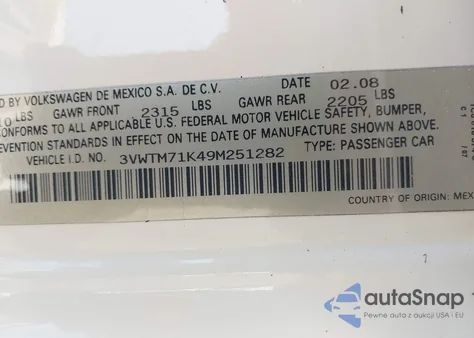 D BY VOLKSWAGEN DE MEXICO S.A. DE C.V. DATE 02.08
10 LBS GAWR FRONT 2315 LBS GAWR REAR 2205 LBS
CONFORMS TO ALL APPLICABLE U.S. FEDERAL MOTOR VEHICLE SAFETY, BUMPER,
EVENTION STANDARDS IN EFFECT ON THE DATE OF MANUFACTURE SHOWN ABOVE.
VEHICLE I.D. NO. 3VWTM71K49M251282 TYPE: PASSENGER CAR
COUNTRY OF ORIGIN: MEX
autoSnap
Pewne auta z aukcji USA i EU